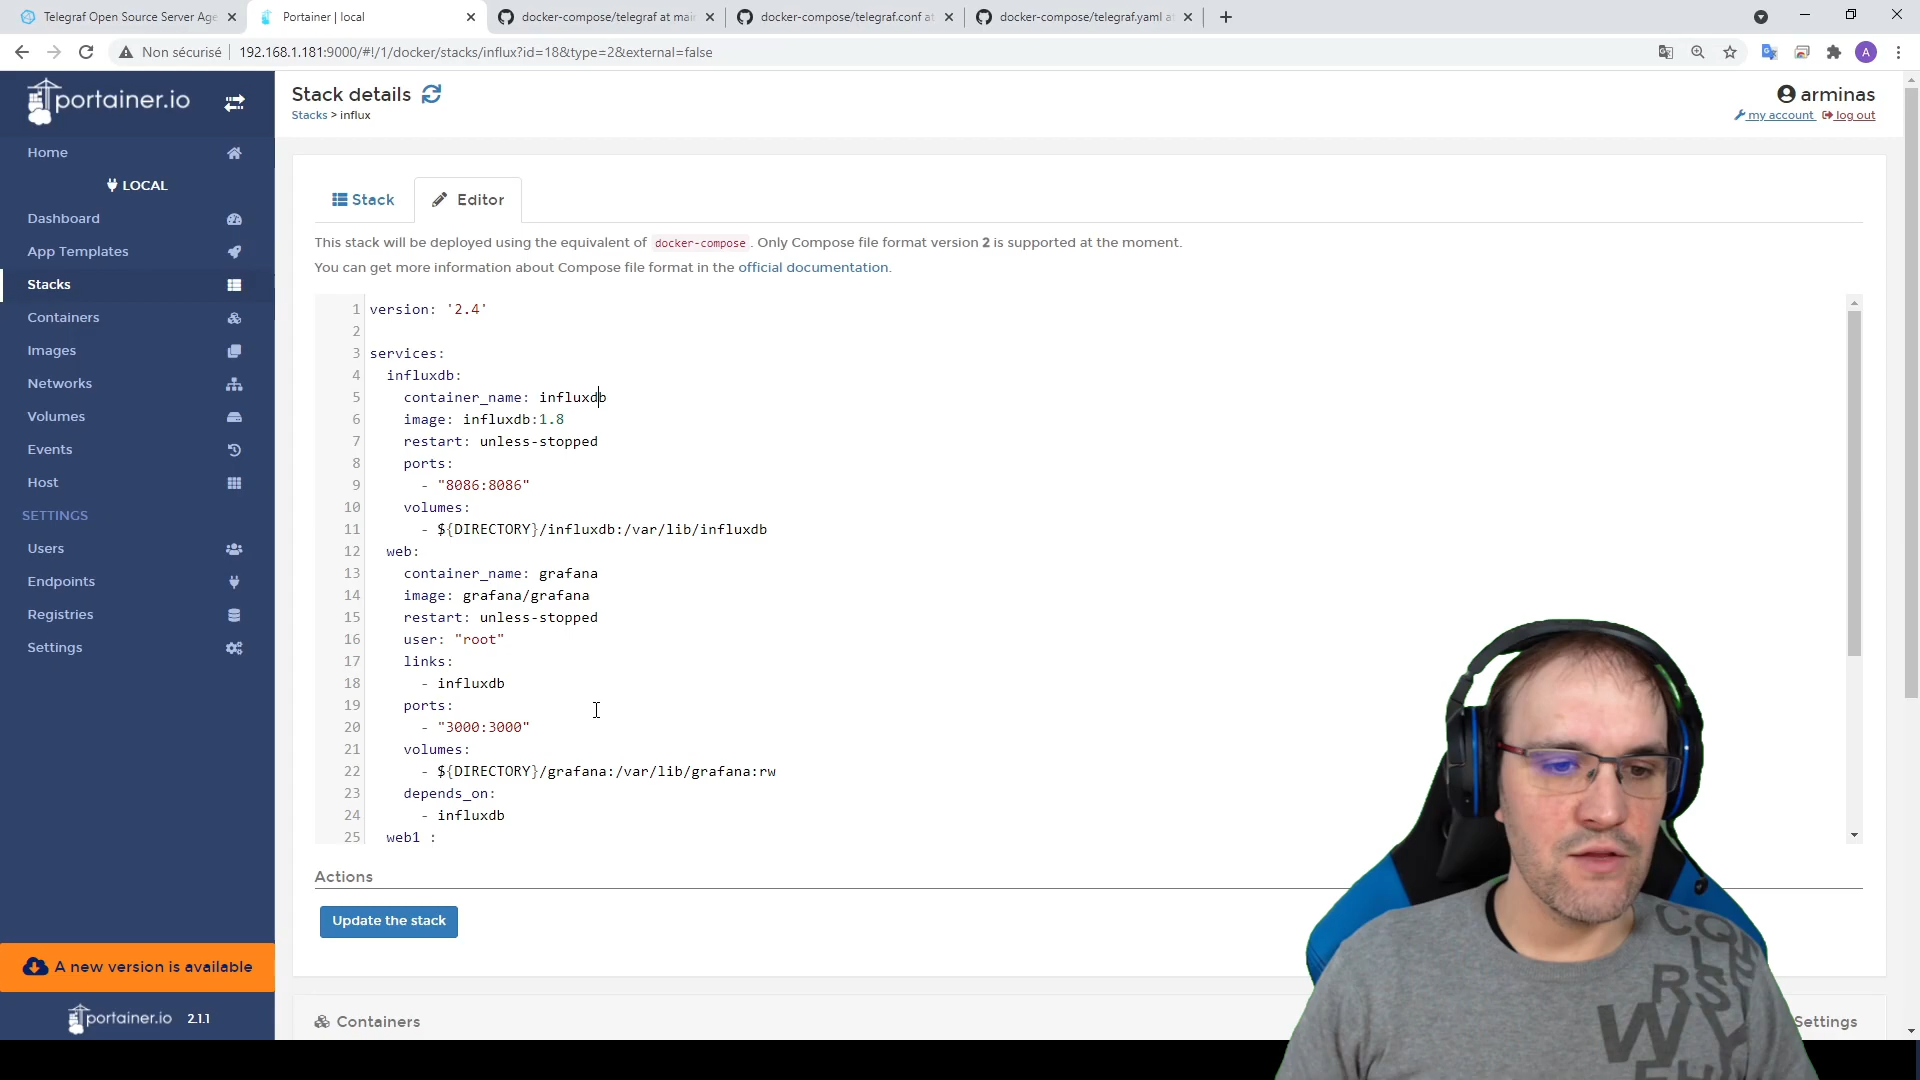 Telegraf Open Source Server Age
Portainer | local
docker-compose/telegraf at mai
docker-compose/telegraf.conf at
docker-compose/telegraf.yaml a
Non sécurisé
192.168.1.181:9000/#!/1/docker/stacks/influx?id=18&type=2&external=false
A
portainer.io
Home
LOCAL
Dashboard
App Templates
Stacks
Containers
Images
Networks
Volumes
Events
Host
SETTINGS
Users
Endpoints
Registries
Settings
A new version is available
portainer.io 2.1.1
Stack details
Stacks > influx
arminas
my account log out
Stack
Editor
This stack will be deployed using the equivalent of docker-compose . Only Compose file format version 2 is supported at the moment.
You can get more information about Compose file format in the official documentation.
1 version: '2.4'
2
3 services:
4   influxdb:
5     container_name: influxdb
6     image: influxdb:1.8
7     restart: unless-stopped
8     ports:
9       - "8086:8086"
10     volumes:
11       - ${DIRECTORY}/influxdb:/var/lib/influxdb
12   web:
13     container_name: grafana
14     image: grafana/grafana
15     restart: unless-stopped
16     user: "root"
17     links:
18       - influxdb
19     ports:
20       - "3000:3000"
21     volumes:
22       - ${DIRECTORY}/grafana:/var/lib/grafana:rw
23     depends_on:
24       - influxdb
25   web1 :
Actions
Update the stack
Containers
Settings